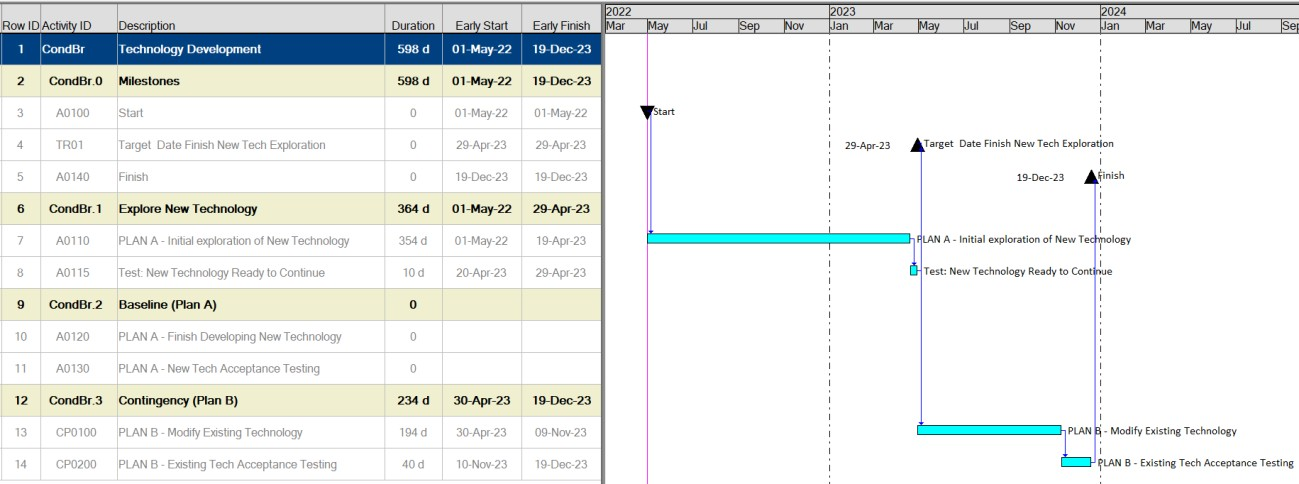 2022 2023 2024
Row ID Activity ID Description Duration Early Start Early Finish Mar May Jul Sep Nov Jan Mar May Jul Sep Nov Jan Mar May Jul Sep
1 CondBr Technology Development 598 d 01-May-22 19-Dec-23
2 CondBr.0 Milestones 598 d 01-May-22 19-Dec-23
3 A0100 Start 0 01-May-22 01-May-22 Start
4 TR01 Target Date Finish New Tech Exploration 0 29-Apr-23 29-Apr-23 29-Apr-23 Target Date Finish New Tech Exploration
5 A0140 Finish 0 19-Dec-23 19-Dec-23 19-Dec-23 Finish
6 CondBr.1 Explore New Technology 364 d 01-May-22 29-Apr-23
7 A0110 PLAN A - Initial exploration of New Technology 354 d 01-May-22 19-Apr-23 PLAN A - Initial exploration of New Technology
8 A0115 Test: New Technology Ready to Continue 10 d 20-Apr-23 29-Apr-23 Test: New Technology Ready to Continue
9 CondBr.2 Baseline (Plan A) 0
10 A0120 PLAN A - Finish Developing New Technology 0
11 A0130 PLAN A - New Tech Acceptance Testing 0
12 CondBr.3 Contingency (Plan B) 234 d 30-Apr-23 19-Dec-23
13 CP0100 PLAN B - Modify Existing Technology 194 d 30-Apr-23 09-Nov-23 PLAN B - Modify Existing Technology
14 CP0200 PLAN B - Existing Tech Acceptance Testing 40 d 10-Nov-23 19-Dec-23 PLAN B - Existing Tech Acceptance Testing